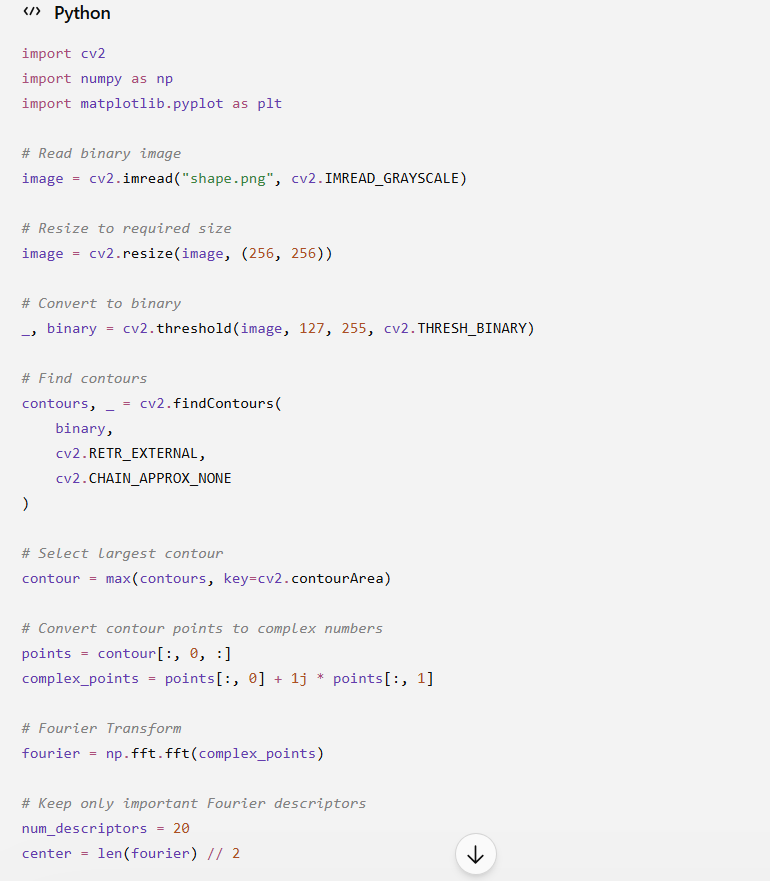 Python
import cv2
import numpy as np
import matplotlib.pyplot as plt

# Read binary image
image = cv2.imread("shape.png", cv2.IMREAD_GRAYSCALE)

# Resize to required size
image = cv2.resize(image, (256, 256))

# Convert to binary
_, binary = cv2.threshold(image, 127, 255, cv2.THRESH_BINARY)

# Find contours
contours, _ = cv2.findContours(
    binary,
    cv2.RETR_EXTERNAL,
    cv2.CHAIN_APPROX_NONE
)

# Select largest contour
contour = max(contours, key=cv2.contourArea)

# Convert contour points to complex numbers
points = contour[:, 0, :]
complex_points = points[:, 0] + 1j * points[:, 1]

# Fourier Transform
fourier = np.fft.fft(complex_points)

# Keep only important Fourier descriptors
num_descriptors = 20
center = len(fourier) // 2